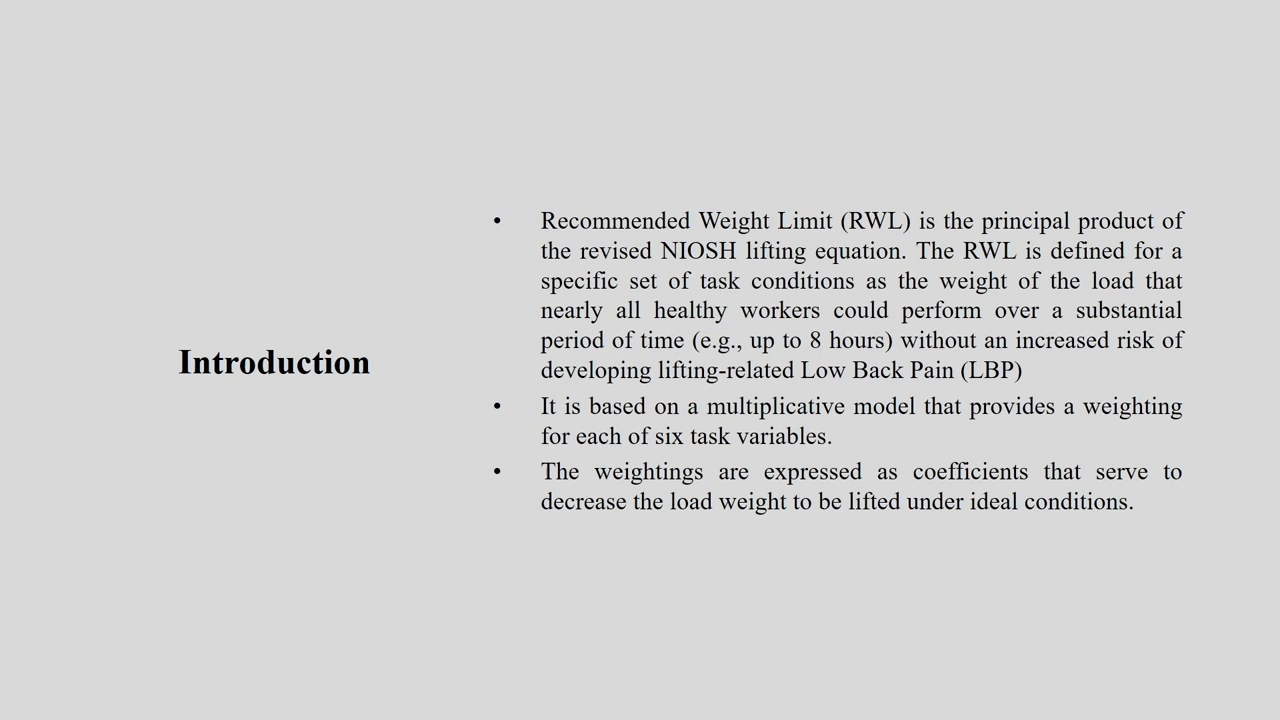 Introduction
• Recommended Weight Limit (RWL) is the principal product of
the revised NIOSH lifting equation. The RWL is defined for a
specific set of task conditions as the weight of the load that
nearly all healthy workers could perform over a substantial
period of time (e.g., up to 8 hours) without an increased risk of
developing lifting-related Low Back Pain (LBP)
• It is based on a multiplicative model that provides a weighting
for each of six task variables.
• The weightings are expressed as coefficients that serve to
decrease the load weight to be lifted under ideal conditions.